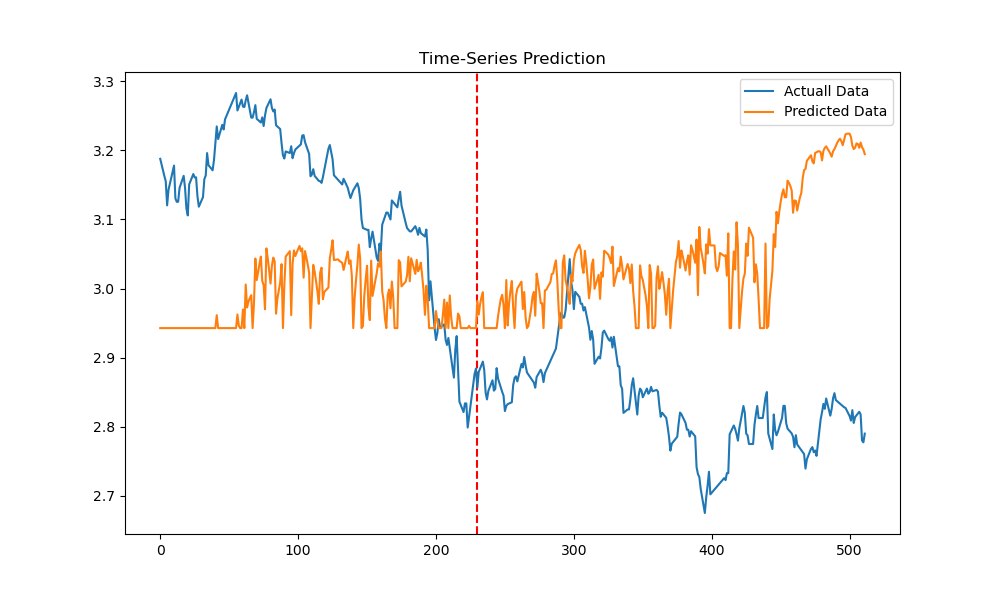 Time-Series Prediction
Actuall Data
Predicted Data
3.3
3.2
3.1
3.0
2.9
2.8
2.7
0 100 200 300 400 500